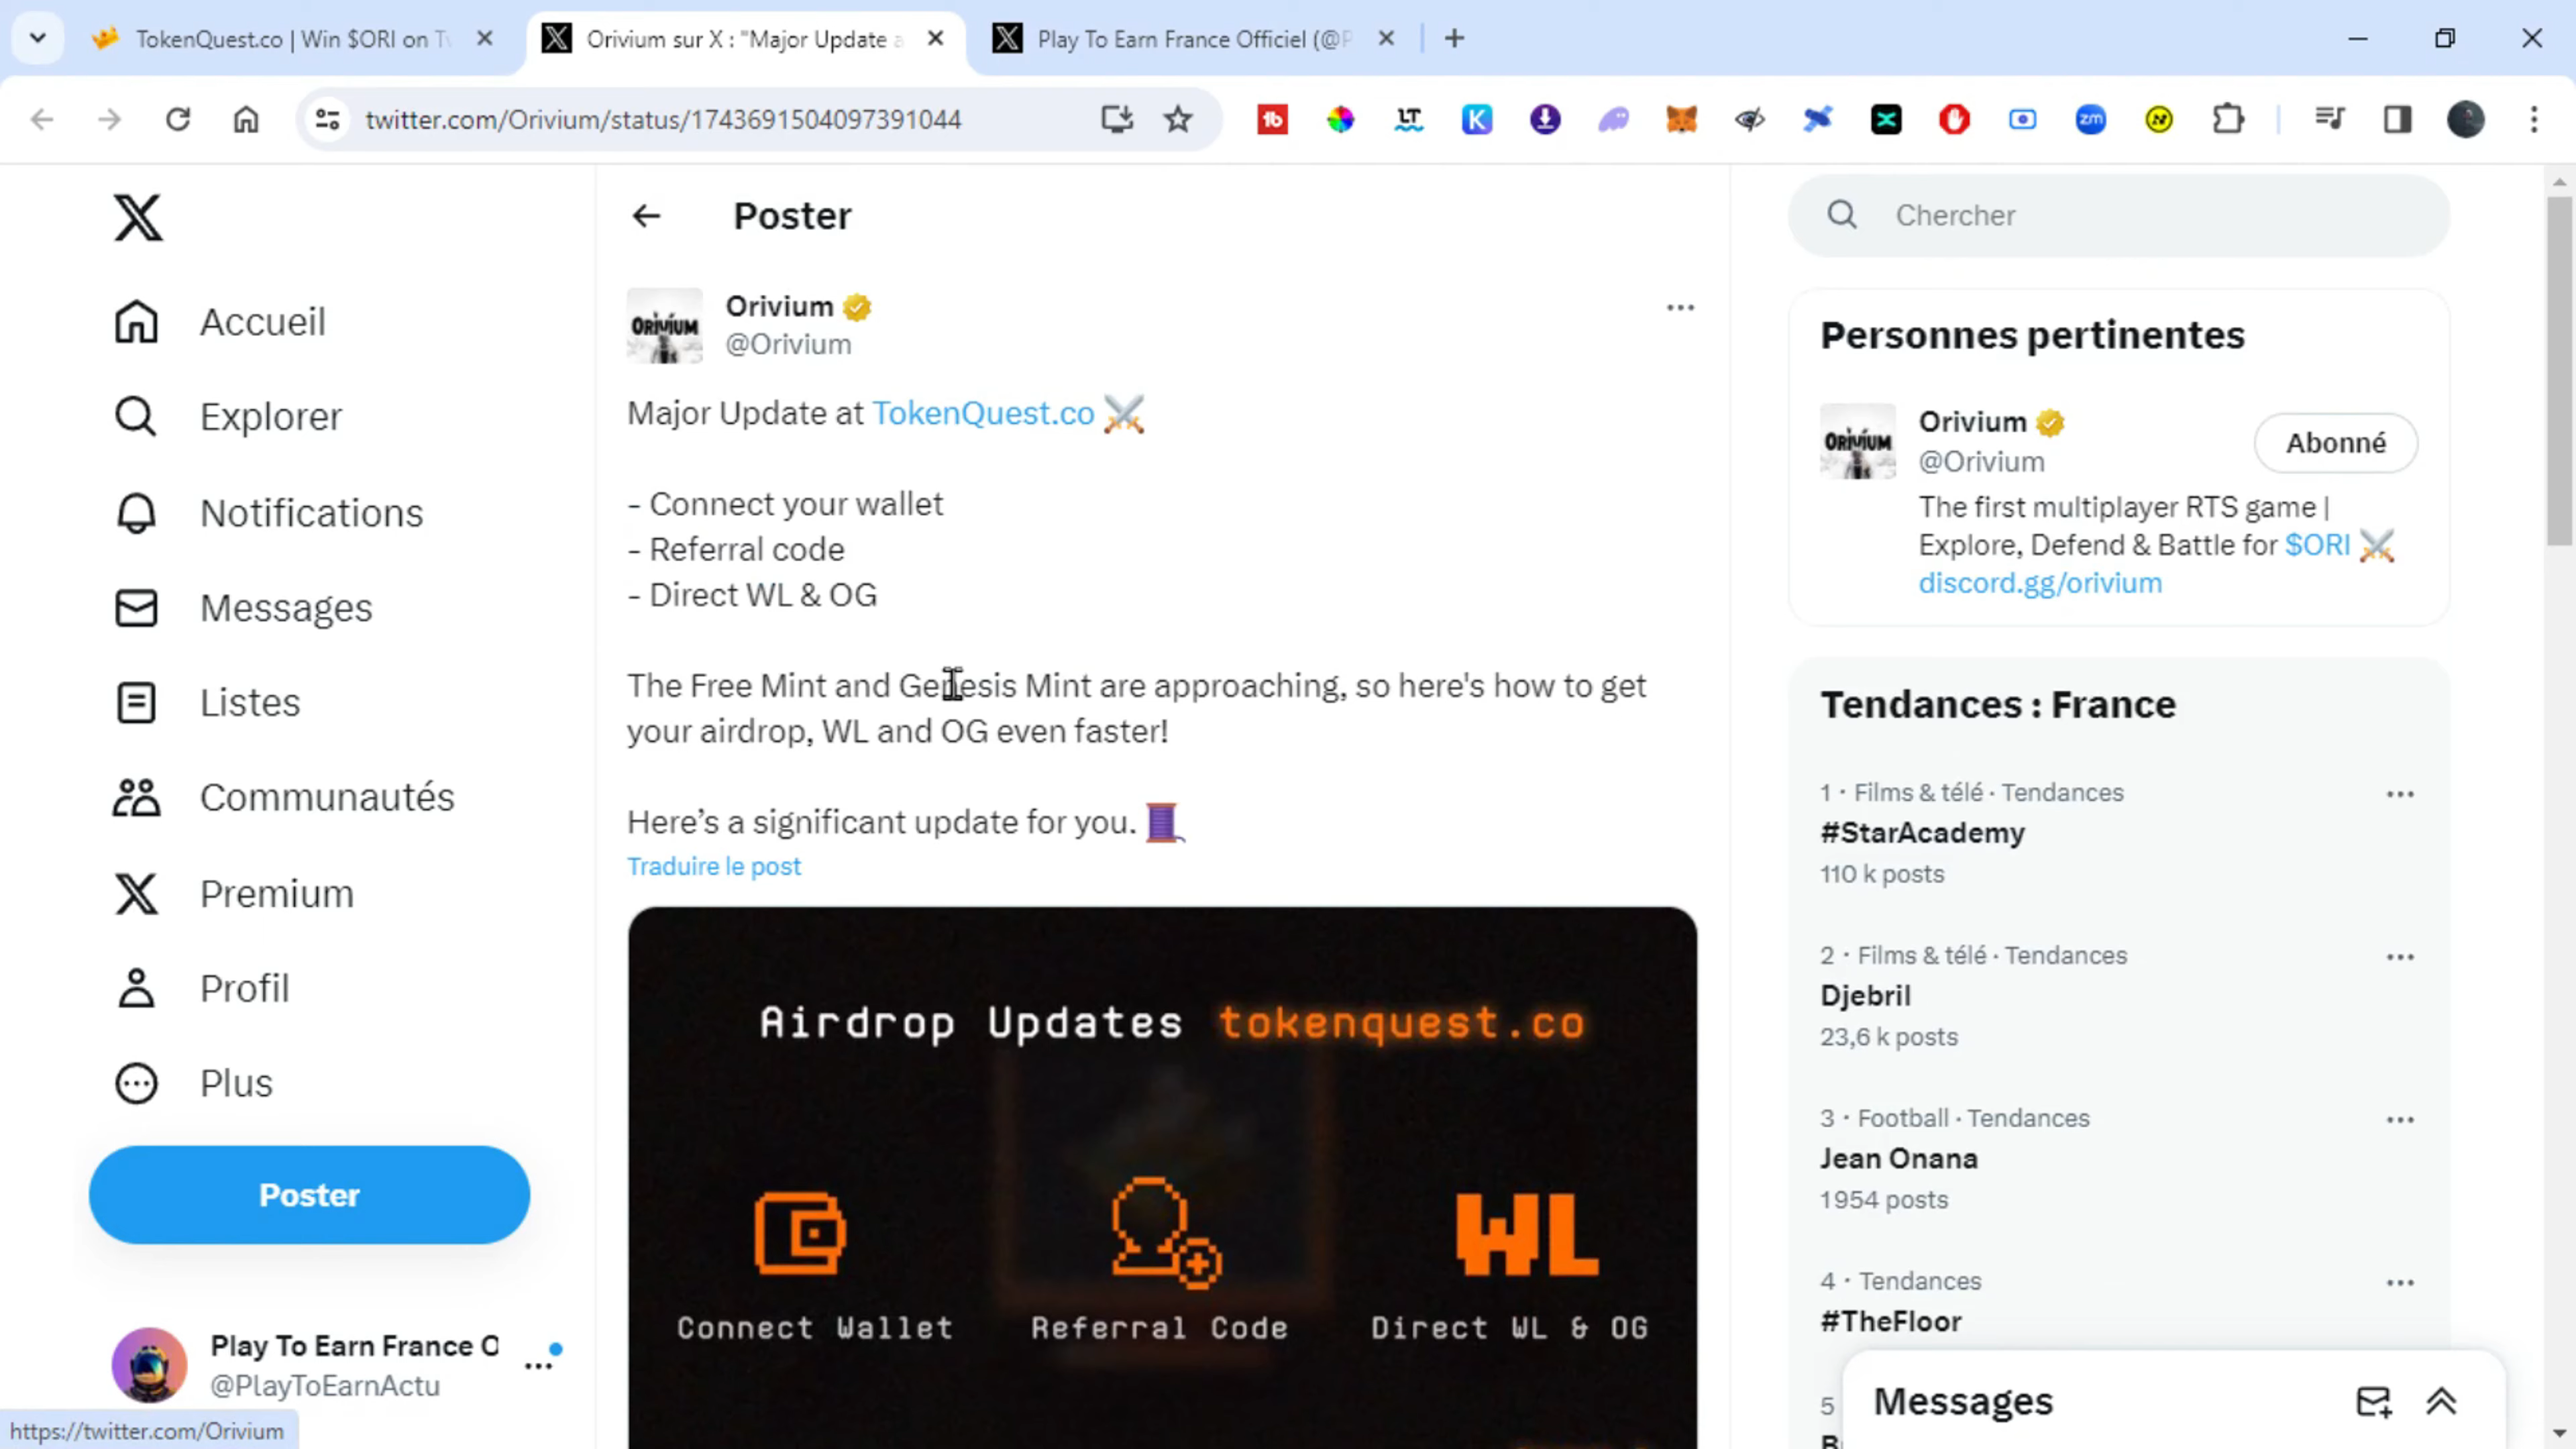 TokenQuest.co | Win $ORI on Tw
Orivium sur X : "Major Update a
Play To Earn France Officiel (@P
twitter.com/Orivium/status/1743691504097391044
Poster
Chercher
Accueil
Explorer
Notifications
Messages
Listes
Communautés
Premium
Profil
Plus
Poster
Play To Earn France O
@PlayToEarnActu
https://twitter.com/Orivium
ORIVIUM
Orivium
@Orivium
Major Update at TokenQuest.co
- Connect your wallet
- Referral code
- Direct WL & OG
The Free Mint and Genesis Mint are approaching, so here's how to get
your airdrop, WL and OG even faster!
Here’s a significant update for you.
Traduire le post
Airdrop Updates tokenquest.co
WL
Connect Wallet
Referral Code
Direct WL & OG
Personnes pertinentes
ORIVIUM
Orivium
@Orivium
Abonné
The first multiplayer RTS game |
Explore, Defend & Battle for $ORI
discord.gg/orivium
Tendances : France
1 · Films & télé · Tendances
#StarAcademy
110 k posts
2 · Films & télé · Tendances
Djebril
23,6 k posts
3 · Football · Tendances
Jean Onana
1954 posts
4 · Tendances
#TheFloor
5
Messages